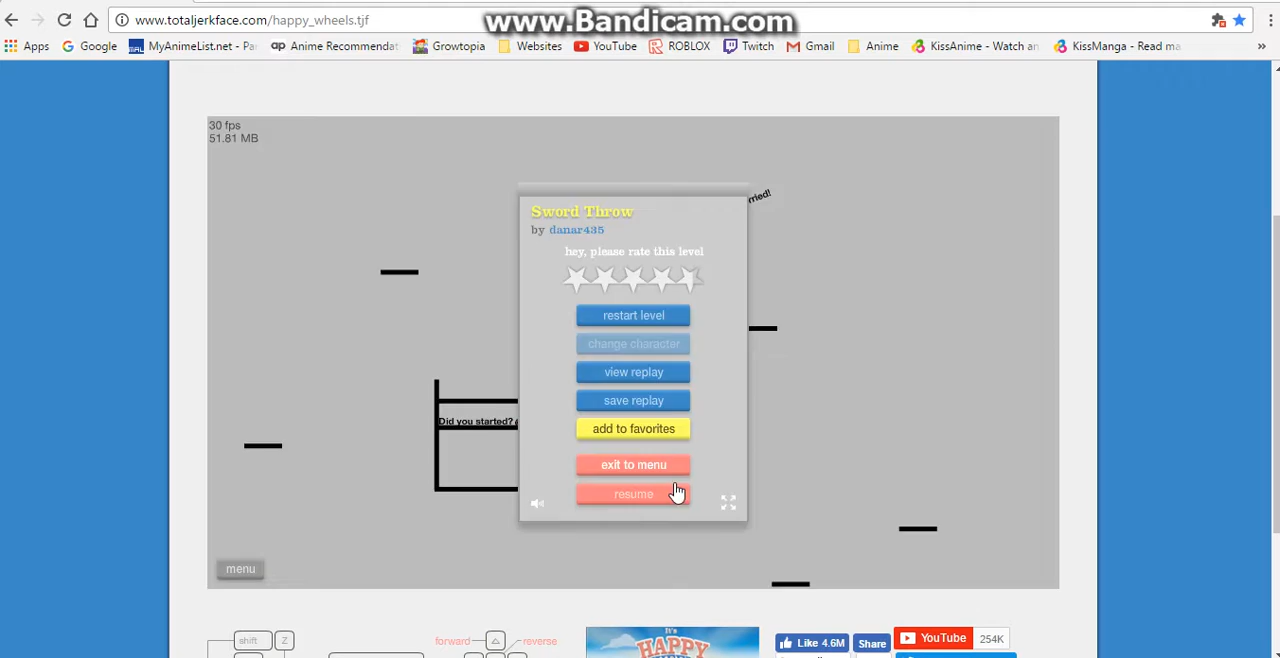 www.totaljerkface.com/happy_wheels.tjf
www.Bandicam.com
Apps Google MyAnimeList.net - Pa Anime Recommendat Growtopia Websites YouTube ROBLOX Twitch Gmail Anime KissAnime - Watch an KissManga - Read ma »
30 fps
51.81 MB
rried!
Sword Throw
by danar435
hey, please rate this level
restart level
change character
view replay
save replay
add to favorites
Did you started?
exit to menu
resume
menu
shift Z
forward reverse
IT'S
HAPPY
Like 4.6M Share YouTube 254K